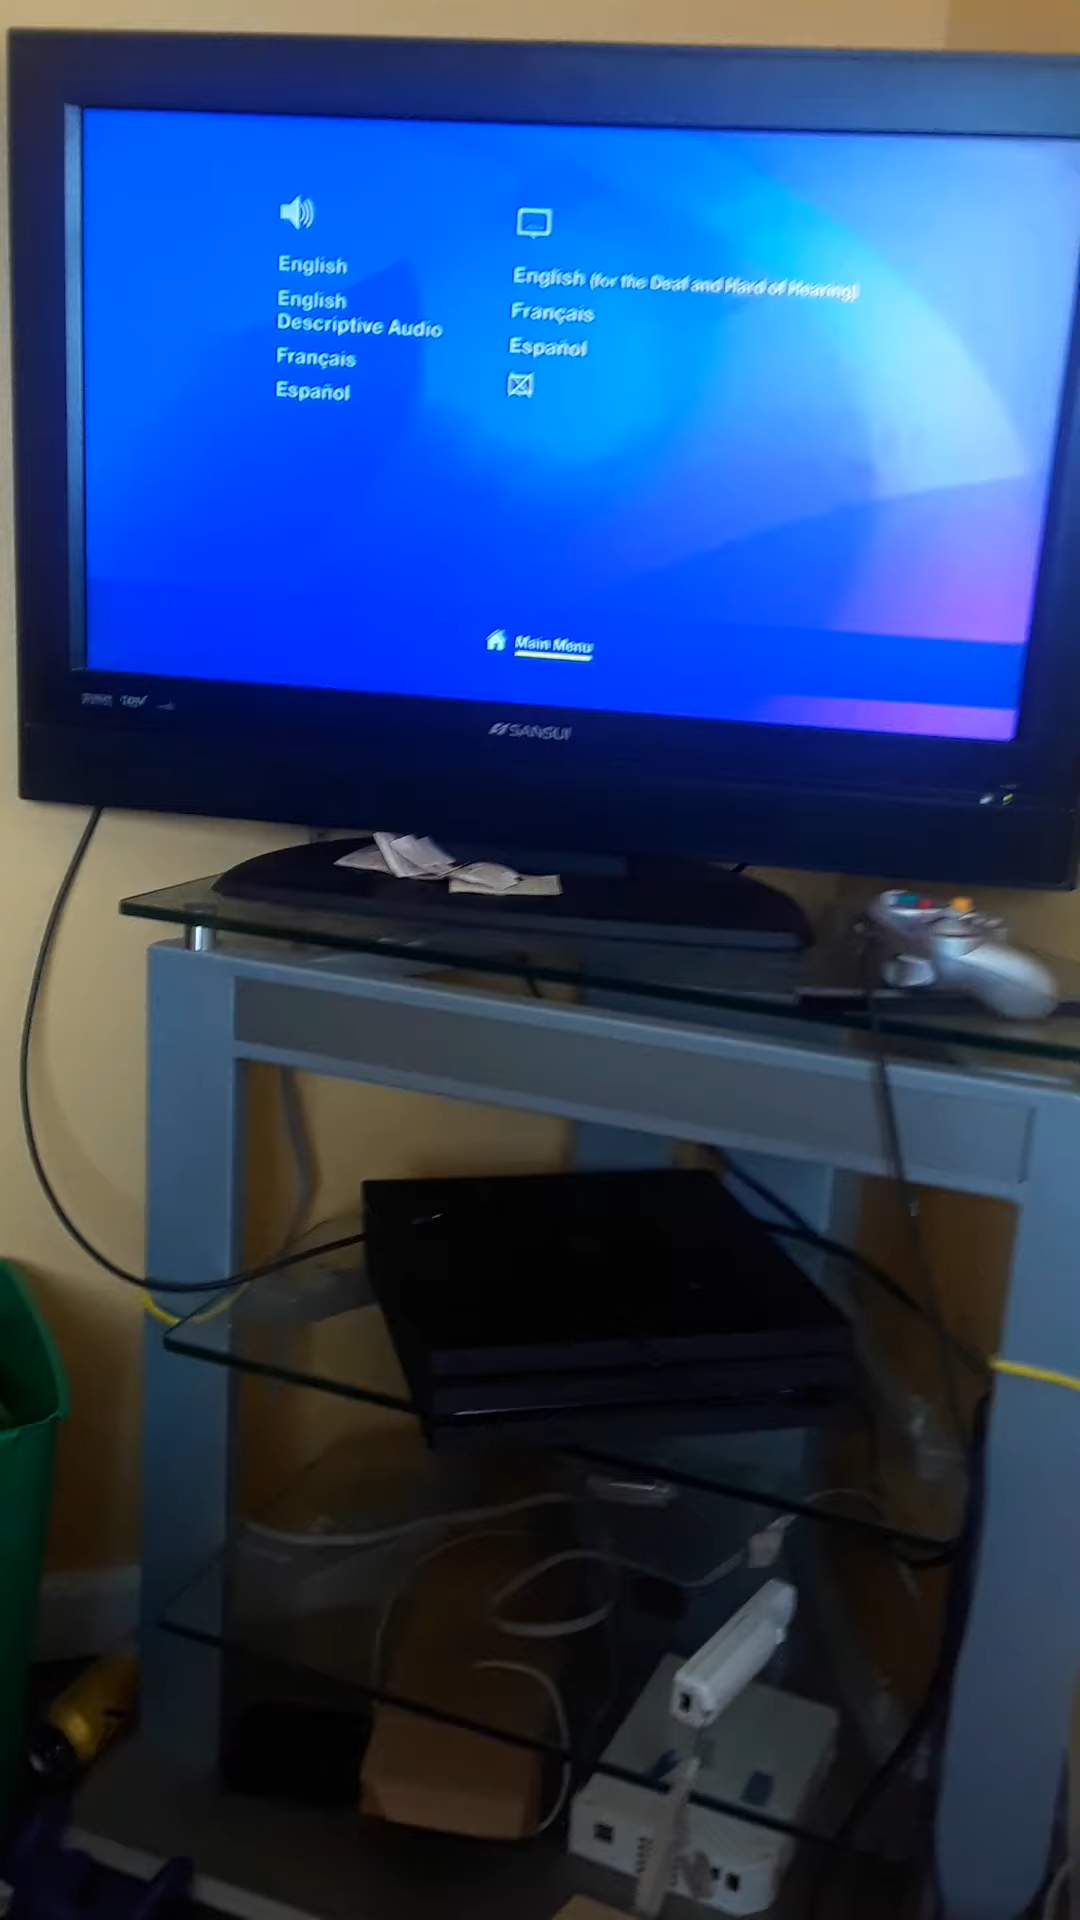 English
English
Descriptive Audio
Français
Español
English (for the Deaf and Hard of Hearing)
Français
Español
Main Menu
SANSUI